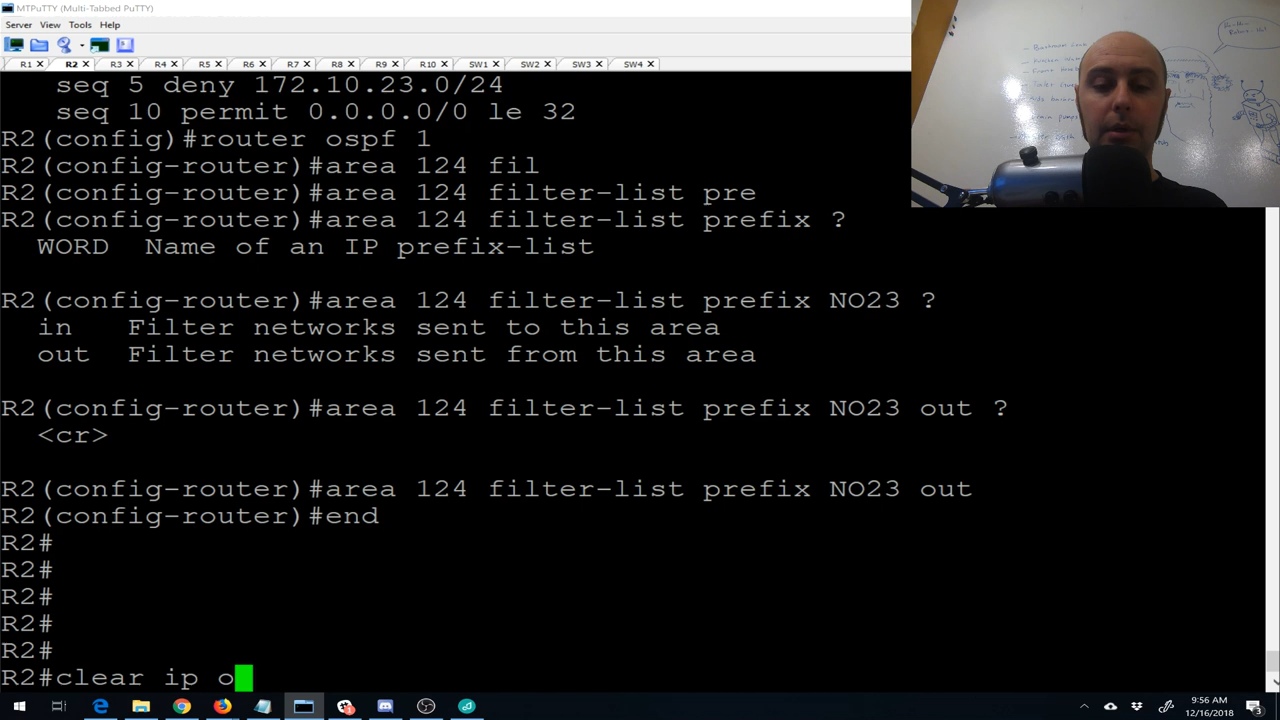 MTPuTTY (Multi-Tabbed PuTTY)
Server View Tools Help
R1 R2 R3 R4 R5 R6 R7 R8 R9 R10 SW1 SW2 SW3 SW4
seq 5 deny 172.10.23.0/24
seq 10 permit 0.0.0.0/0 le 32
R2(config)#router ospf 1
R2(config-router)#area 124 fil
R2(config-router)#area 124 filter-list pre
R2(config-router)#area 124 filter-list prefix ?
WORD Name of an IP prefix-list
R2(config-router)#area 124 filter-list prefix NO23 ?
in Filter networks sent to this area
out Filter networks sent from this area
R2(config-router)#area 124 filter-list prefix NO23 out ?
<cr>
R2(config-router)#area 124 filter-list prefix NO23 out
R2(config-router)#end
R2#
R2#
R2#
R2#
R2#
R2#clear ip o
9:56 AM
12/16/2018
3